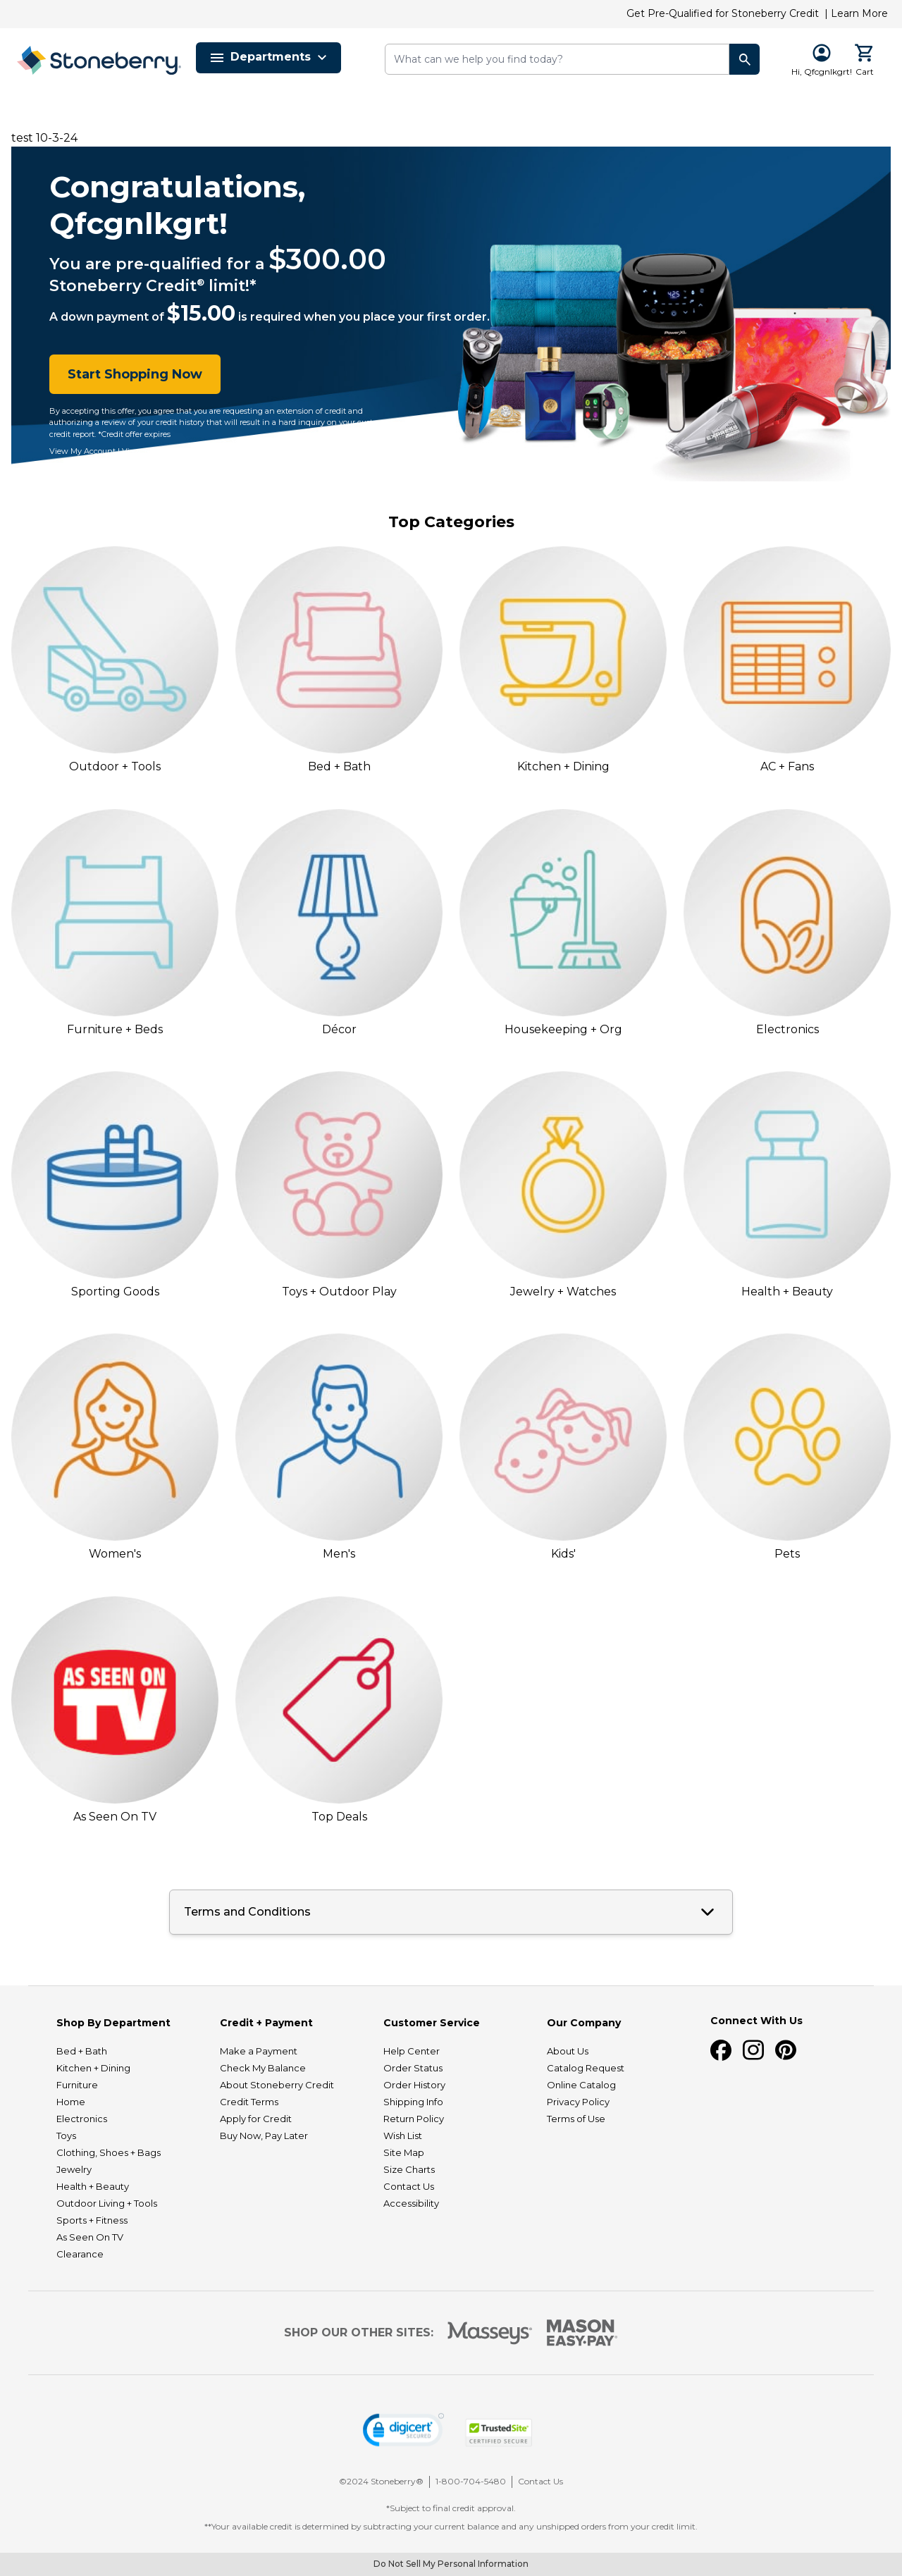 Get Pre-Qualified for Stoneberry Credit | Learn More
Stoneberry.
Departments
What can we help you find today?
Hi, Qfcgnlkgrt!
Cart
test 10-3-24
Congratulations,
Qfcgnlkgrt!
You are pre-qualified for a $300.00
Stoneberry Credit® limit!*
A down payment of $15.00 is required when you place your first order.
Start Shopping Now
By accepting this offer, you agree that you are requesting an extension of credit and
authorizing a review of your credit history that will result in a hard inquiry on your
credit report. *Credit offer expires
View My Account
PowerXL
Top Categories
Outdoor + Tools
Bed + Bath
Kitchen + Dining
AC + Fans
Furniture + Beds
Décor
Housekeeping + Org
Electronics
Sporting Goods
Toys + Outdoor Play
Jewelry + Watches
Health + Beauty
Women's
Men's
Kids'
Pets
AS SEEN ON
TV
As Seen On TV
Top Deals
Terms and Conditions
Shop By Department
Bed + Bath
Kitchen + Dining
Furniture
Home
Electronics
Toys
Clothing, Shoes + Bags
Jewelry
Health + Beauty
Outdoor Living + Tools
Sports + Fitness
As Seen On TV
Clearance
Credit + Payment
Make a Payment
Check My Balance
About Stoneberry Credit
Credit Terms
Apply for Credit
Buy Now, Pay Later
Customer Service
Help Center
Order Status
Order History
Shipping Info
Return Policy
Wish List
Site Map
Size Charts
Contact Us
Accessibility
Our Company
About Us
Catalog Request
Online Catalog
Privacy Policy
Terms of Use
Connect With Us
SHOP OUR OTHER SITES:
Masseys®
MASON
EASY•PAY®
digicert®
SECURED
TrustedSite®
CERTIFIED SECURE
©2024 Stoneberry® | 1-800-704-5480 | Contact Us
*Subject to final credit approval.
**Your available credit is determined by subtracting your current balance and any unshipped orders from your credit limit.
Do Not Sell My Personal Information